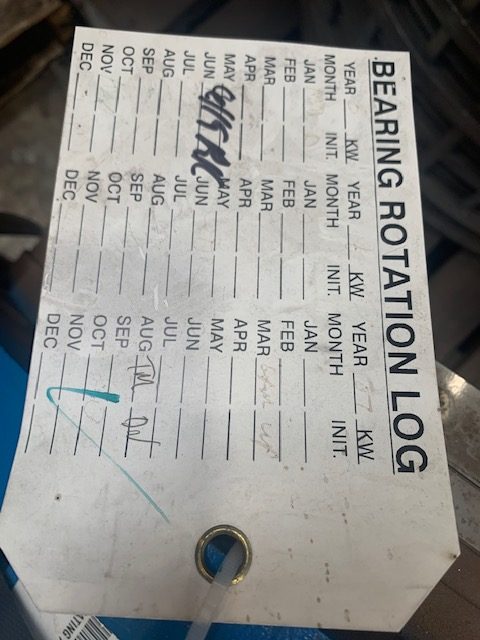 BEARING ROTATION LOG
YEAR KW YEAR KW YEAR KW
MONTH INIT. MONTH INIT. MONTH INIT.
JAN JAN JAN
FEB FEB FEB
MAR MAR MAR
APR APR APR
MAY MAY MAY
JUN JUN JUN
JUL JUL JUL
AUG AUG AUG
SEP SEP SEP
OCT OCT OCT
NOV NOV NOV
DEC DEC DEC